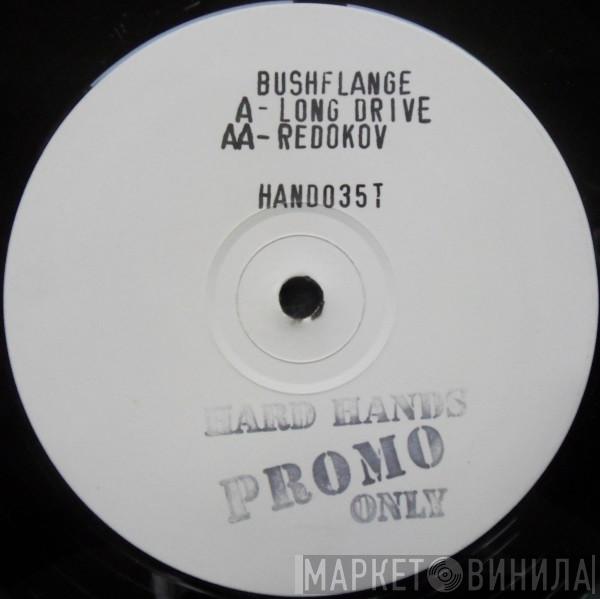 BUSHFLANGE
A - LONG DRIVE
AA - REDOKOV
HAND035T
HARD HANDS
PROMO
ONLY
МАРКЕТ ВИНИЛА